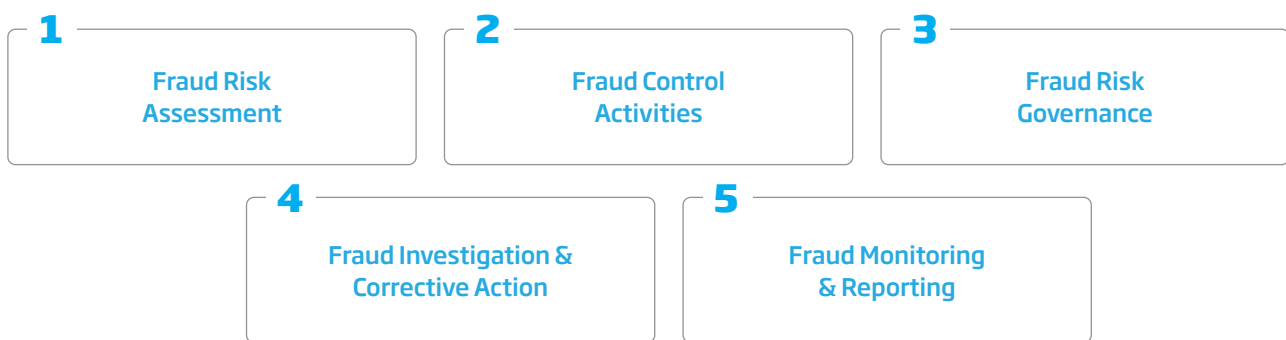 1
Fraud Risk
Assessment
2
Fraud Control
Activities
3
Fraud Risk
Governance
4
Fraud Investigation &
Corrective Action
5
Fraud Monitoring
& Reporting